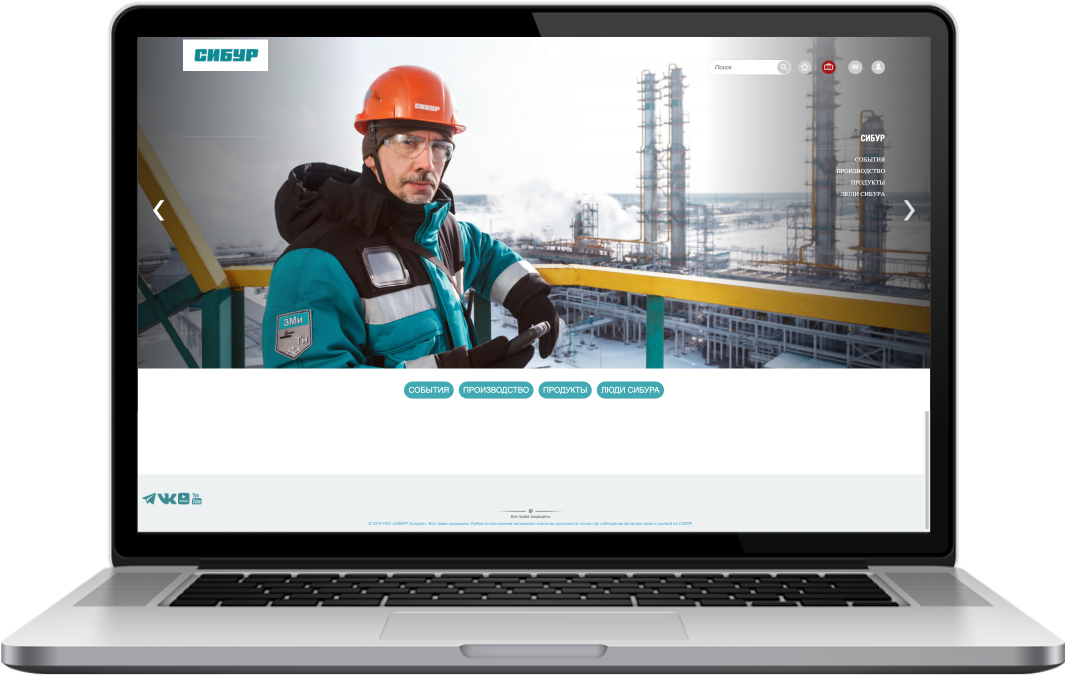 СИБУР
Поиск
СИБУР
СИБУР
СОБЫТИЯ
ПРОИЗВОДСТВО
ПРОДУКТЫ
ЛЮДИ СИБУРА
ЗМи
ТН
СОБЫТИЯ ПРОИЗВОДСТВО ПРОДУКТЫ ЛЮДИ СИБУРА
You
Tube
Все права защищены